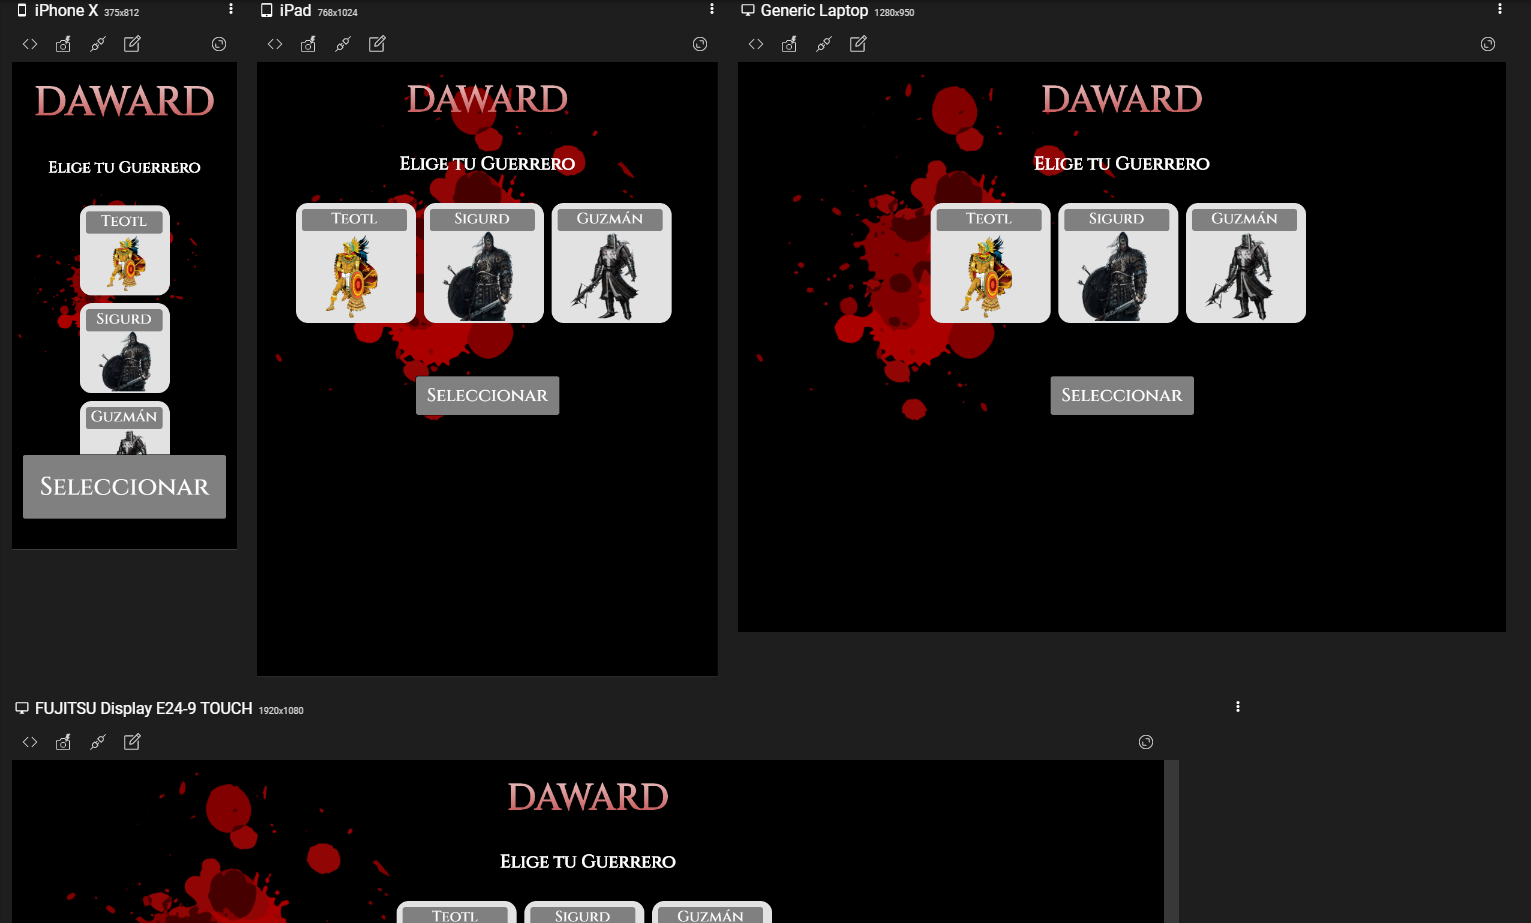 iPhone X 375x812
DAWARD
Elige tu Guerrero
Teotl
Sigurd
Guzmán
Seleccionar
iPad 768x1024
DAWARD
Elige tu Guerrero
Teotl Sigurd Guzmán
Seleccionar
Generic Laptop 1280x950
DAWARD
Elige tu Guerrero
Teotl Sigurd Guzmán
Seleccionar
FUJITSU Display E24-9 TOUCH 1920x1080
DAWARD
Elige tu Guerrero
Teotl Sigurd Guzmán